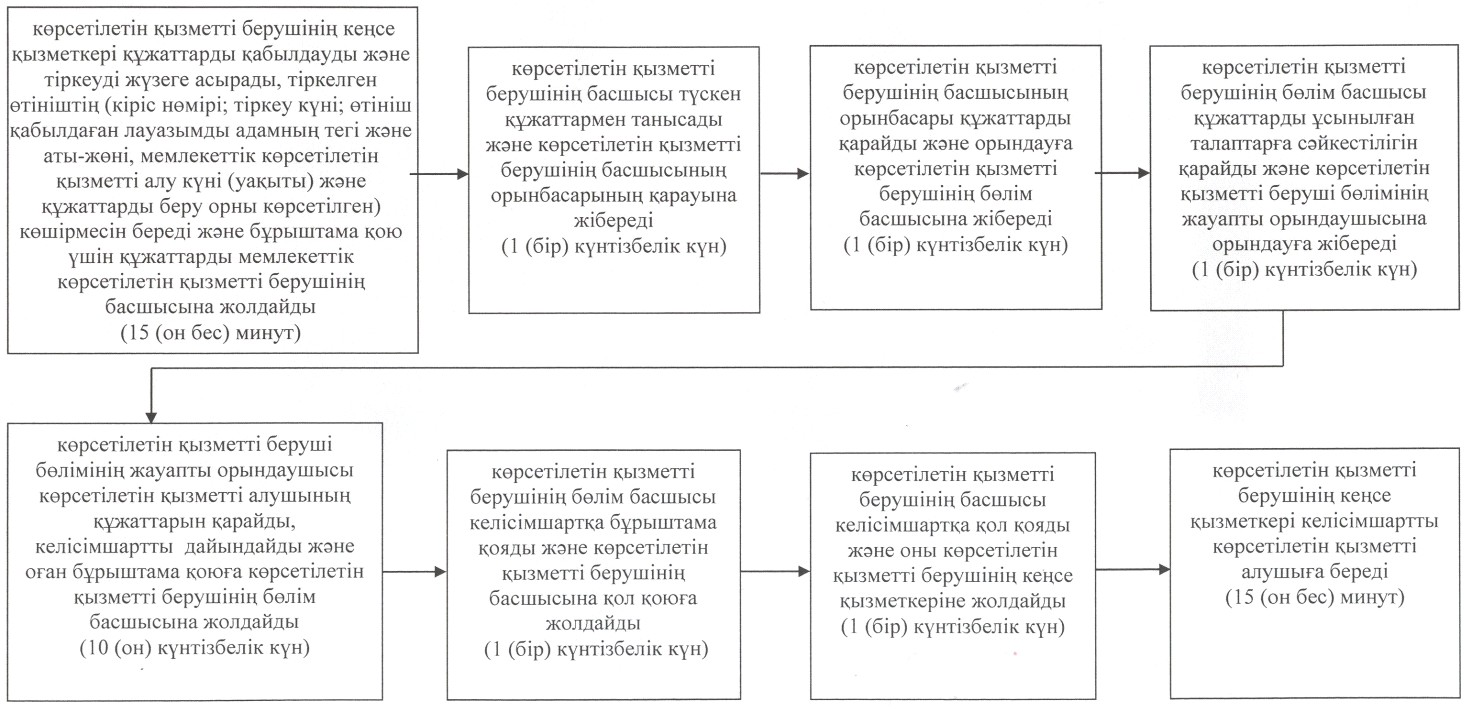 көрсетілетін қызметті берушінің кеңсе
қызметкері құжаттарды қабылдауды және
тіркеуді жүзеге асырады, тіркелген
өтініштің (кіріс нөмірі; тіркеу күні; өтініш
қабылдаған лауазымды адамның тегі және
аты-жөні, мемлекеттік көрсетілетін
қызметті алу күні (уақыты) және
құжаттарды беру орны көрсетілген)
көшірмесін береді және бұрыштама қою
үшін құжаттарды мемлекеттік
көрсетілетін қызметті берушінің
басшысына жолдайды
(15 (он бес) минут)
көрсетілетін қызметті
берушінің басшысы түскен
құжаттармен танысады
және көрсетілетін қызметті
берушінің басшысының
орынбасарының қарауына
жібереді
(1 (бір) күнтізбелік күн)
көрсетілетін қызметті
берушінің басшысының
орынбасары құжаттарды
қарайды және орындауға
көрсетілетін қызметті
берушінің бөлім
басшысына жібереді
(1 (бір) күнтізбелік күн)
көрсетілетін қызметті
берушінің бөлім басшысы
құжаттарды ұсынылған
талаптарға сәйкестілігін
қарайды және көрсетілетін
қызметті беруші бөлімінің
жауапты орындаушысына
орындауға жібереді
(1 (бір) күнтізбелік күн)
көрсетілетін қызметті беруші
бөлімінің жауапты орындаушысы
көрсетілетін қызметті алушының
құжаттарын қарайды,
келісімшартты дайындайды және
оған бұрыштама қоюға көрсетілетін
қызметті берушінің бөлім
басшысына жолдайды
(10 (он) күнтізбелік күн)
көрсетілетін қызметті
берушінің бөлім басшысы
келісімшартқа бұрыштама
қояды және көрсетілетін
қызметті берушінің
басшысына қол қоюға
жолдайды
(1 (бір) күнтізбелік күн)
көрсетілетін қызметті
берушінің басшысы
келісімшартқа қол қояды
және оны көрсетілетін
қызметті берушінің кеңсе
қызметкеріне жолдайды
(1 (бір) күнтізбелік күн)
көрсетілетін қызметті
берушінің кеңсе
қызметкері келісімшартты
көрсетілетін қызметті
алушыға береді
(15 (он бес) минут)